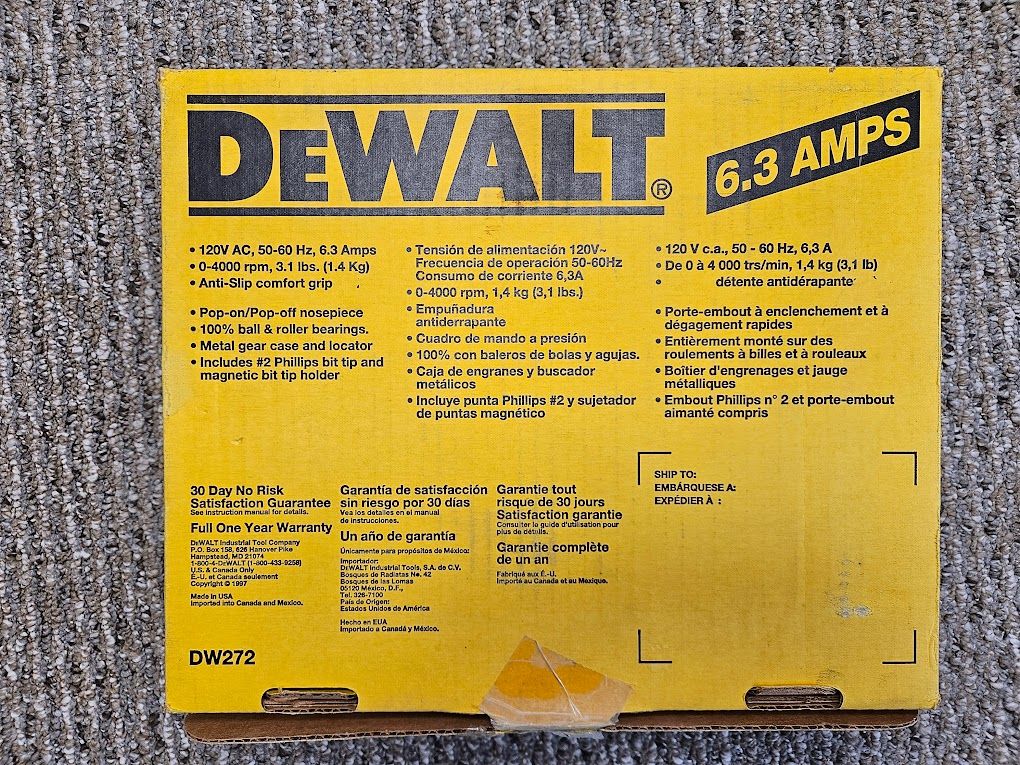 DEWALT®
6.3 AMPS
• 120V AC, 50-60 Hz, 6.3 Amps
• 0-4000 rpm, 3.1 lbs. (1.4 Kg)
• Anti-Slip comfort grip
• Pop-on/Pop-off nosepiece
• 100% ball & roller bearings.
• Metal gear case and locator
• Includes #2 Phillips bit tip and
magnetic bit tip holder
• Tensión de alimentación 120V~
Frecuencia de operación 50-60Hz
Consumo de corriente 6,3A
• 0-4000 rpm, 1,4 kg (3,1 lbs.)
• Empuñadura
antiderrapante
• Cuadro de mando a presión
• 100% con baleros de bolas y agujas.
• Caja de engranes y buscador
metálicos
• Incluye punta Phillips #2 y sujetador
de puntas magnético
• 120 V c.a., 50 - 60 Hz, 6,3 A
• De 0 à 4 000 trs/min, 1,4 kg (3,1 lb)
• détente antidérapante
• Porte-embout à enclenchement et à
dégagement rapides
• Entièrement monté sur des
roulements à billes et à rouleaux
• Boîtier d'engrenages et jauge
métalliques
• Embout Phillips n° 2 et porte-embout
aimanté compris
30 Day No Risk
Satisfaction Guarantee
See instruction manual for details.
Full One Year Warranty
DEWALT Industrial Tool Company
P.O. Box 158, 626 Hanover Pike
Hampstead, MD 21074
1-800-4-DEWALT (1-800-433-9258)
U.S. & Canada Only
É.-U. et Canada seulement
Copyright © 1997
Made in USA
Imported into Canada and Mexico.
DW272
Garantía de satisfacción
sin riesgo por 30 días
Vea los detalles en el manual
de instrucciones.
Un año de garantía
Únicamente para propósitos de México:
Importador:
DEWALT Industrial Tools, S.A. de C.V.
Bosques de Radiatas No. 42
Bosques de las Lomas
05120 México, D.F.,
Tel. 326-7100
País de Origen:
Estados Unidos de América
Hecho en EUA
Importado a Canadá y México.
Garantie tout
risque de 30 jours
Satisfaction garantie
Consulter le guide d'utilisation pour
plus de détails.
Garantie complète
de un an
Fabriqué aux É.-U.
Importé au Canada et au Mexique.
SHIP TO:
EMBÁRQUESE A:
EXPÉDIER À :